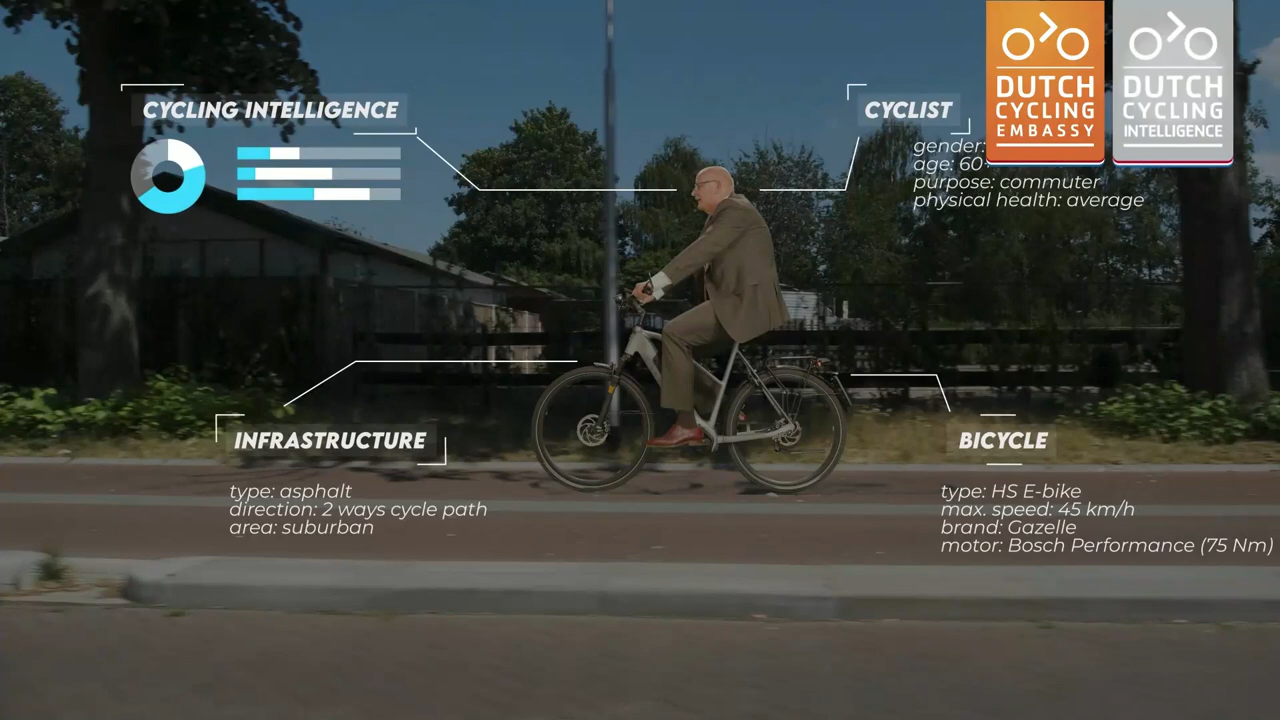 CYCLING INTELLIGENCE
CYCLIST
gender:
age: 60+
purpose: commuter
physical health: average
DUTCH
CYCLING
EMBASSY
DUTCH
CYCLING
INTELLIGENCE
INFRASTRUCTURE
type: asphalt
direction: 2 ways cycle path
area: suburban
BICYCLE
type: HS E-bike
max. speed: 45 km/h
brand: Gazelle
motor: Bosch Performance (75 Nm)